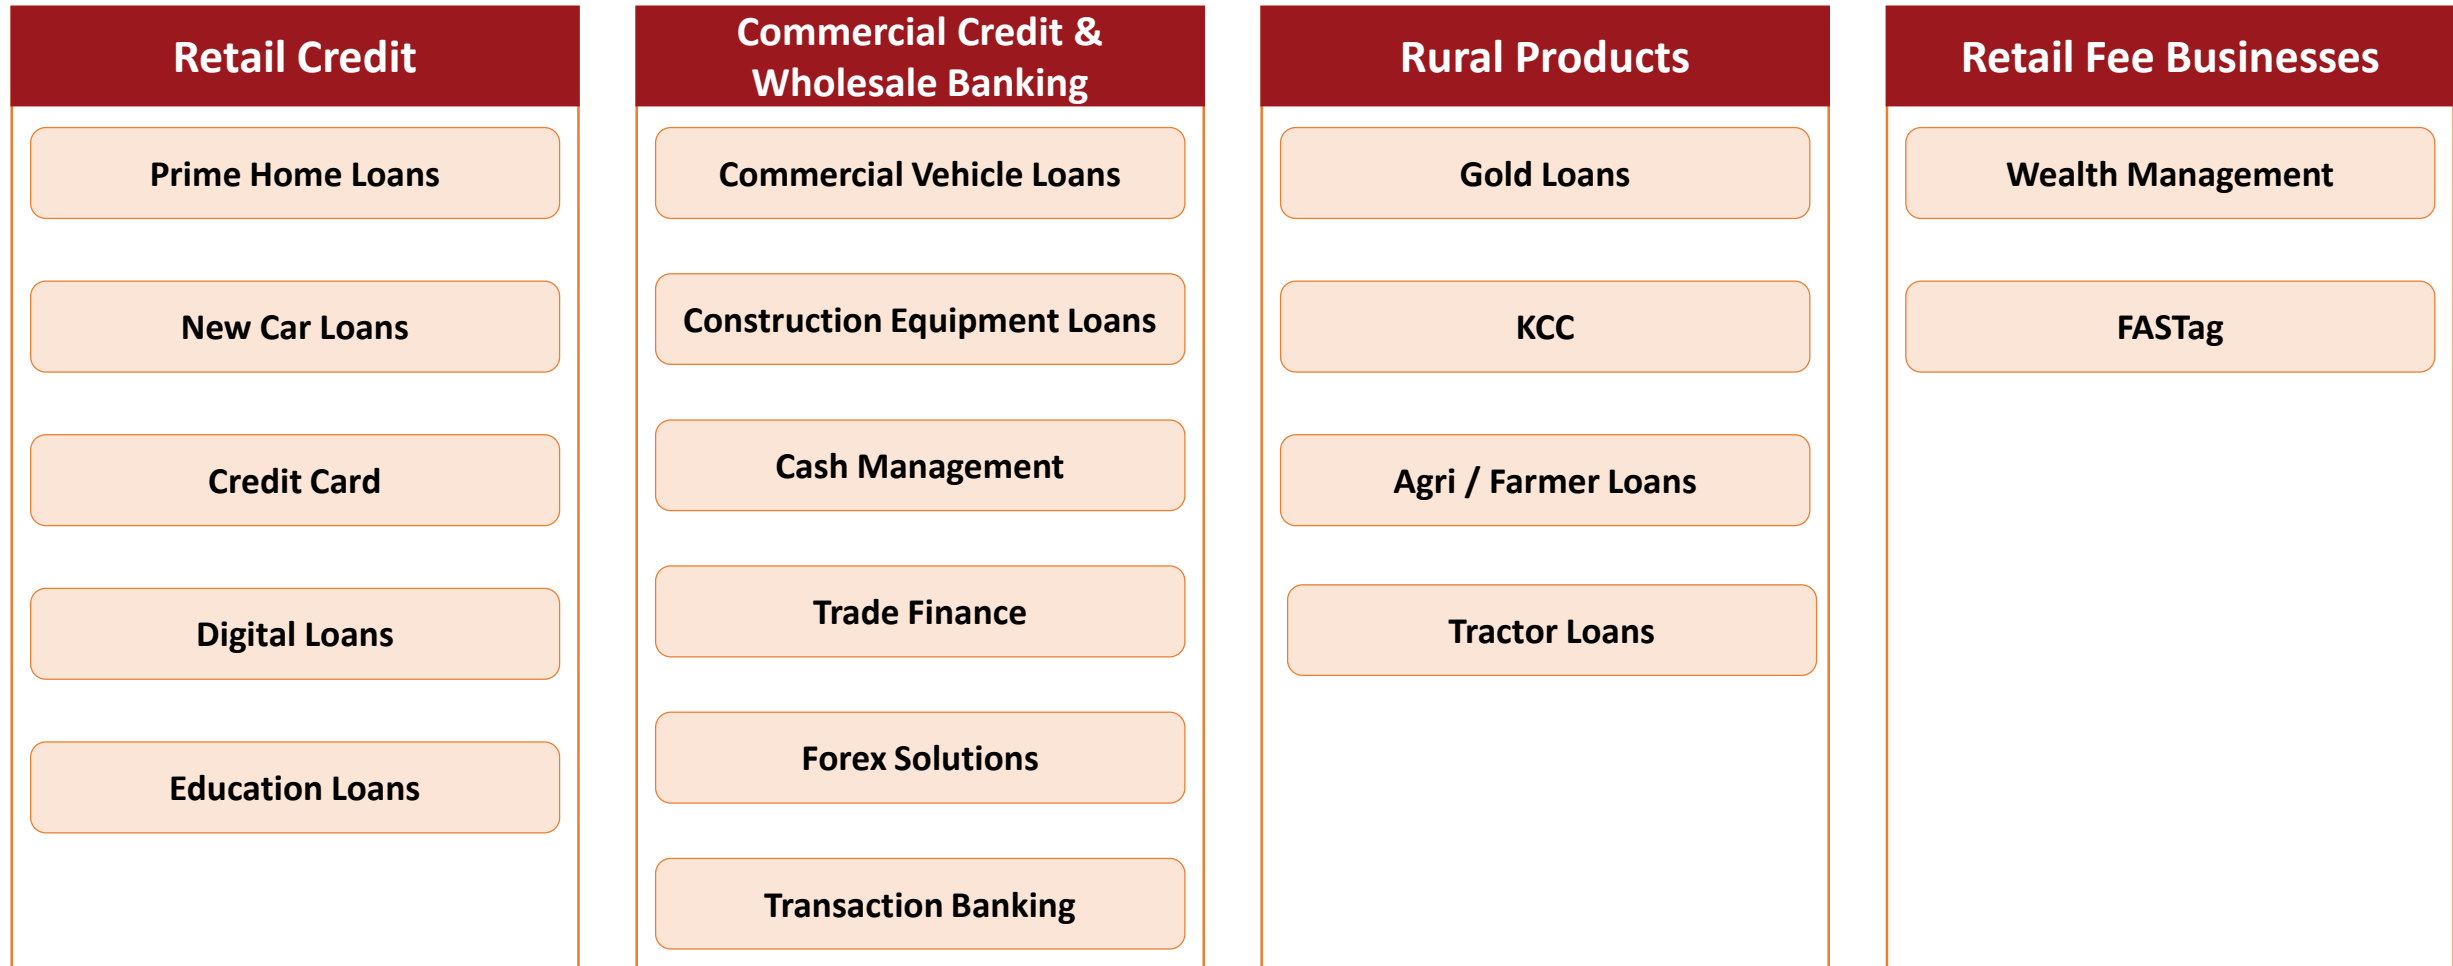 Retail Credit
Prime Home Loans
New Car Loans
Credit Card
Digital Loans
Education Loans
Commercial Credit &
Wholesale Banking
Commercial Vehicle Loans
Construction Equipment Loans
Cash Management
Trade Finance
Forex Solutions
Transaction Banking
Rural Products
Gold Loans
KCC
Agri / Farmer Loans
Tractor Loans
Retail Fee Businesses
Wealth Management
FASTag